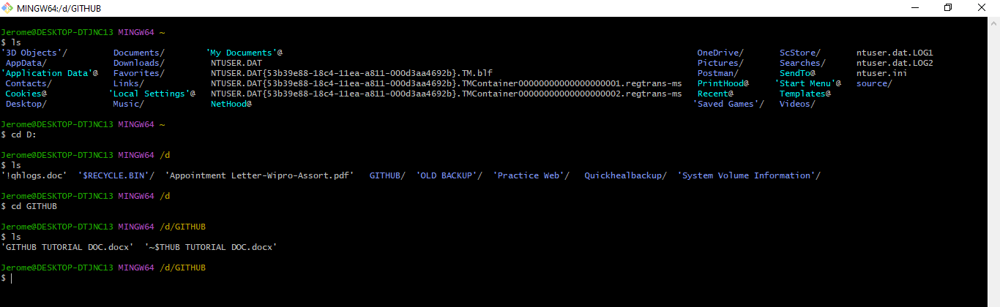 MINGW64:/d/GITHUB
Jerome@DESKTOP-DTJNC13 MINGW64 ~
$ ls
'3D Objects'/ Documents/ 'My Documents'@ OneDrive/ ScStore/ ntuser.dat.LOG1
AppData/ Downloads/ NTUSER.DAT Pictures/ Searches/ ntuser.dat.LOG2
'Application Data'@ Favorites/ NTUSER.DAT{53b39e88-18c4-11ea-a811-000d3aa4692b}.TM.blf Postman/ SendTo@ ntuser.ini
Contacts/ Links/ NTUSER.DAT{53b39e88-18c4-11ea-a811-000d3aa4692b}.TMContainer00000000000000000001.regtrans-ms PrintHood@ 'Start Menu'@ source/
Cookies@ 'Local Settings'@ NTUSER.DAT{53b39e88-18c4-11ea-a811-000d3aa4692b}.TMContainer00000000000000000002.regtrans-ms Recent@ Templates@
Desktop/ Music/ NetHood@ 'Saved Games'/ Videos/
Jerome@DESKTOP-DTJNC13 MINGW64 ~
$ cd D:
Jerome@DESKTOP-DTJNC13 MINGW64 /d
$ ls
'!qhlogs.doc' '$RECYCLE.BIN'/ 'Appointment Letter-Wipro-Assort.pdf' GITHUB/ 'OLD BACKUP'/ 'Practice Web'/ Quickhealbackup/ 'System Volume Information'/
Jerome@DESKTOP-DTJNC13 MINGW64 /d
$ cd GITHUB
Jerome@DESKTOP-DTJNC13 MINGW64 /d/GITHUB
$ ls
'GITHUB TUTORIAL DOC.docx' '~$THUB TUTORIAL DOC.docx'
Jerome@DESKTOP-DTJNC13 MINGW64 /d/GITHUB
$